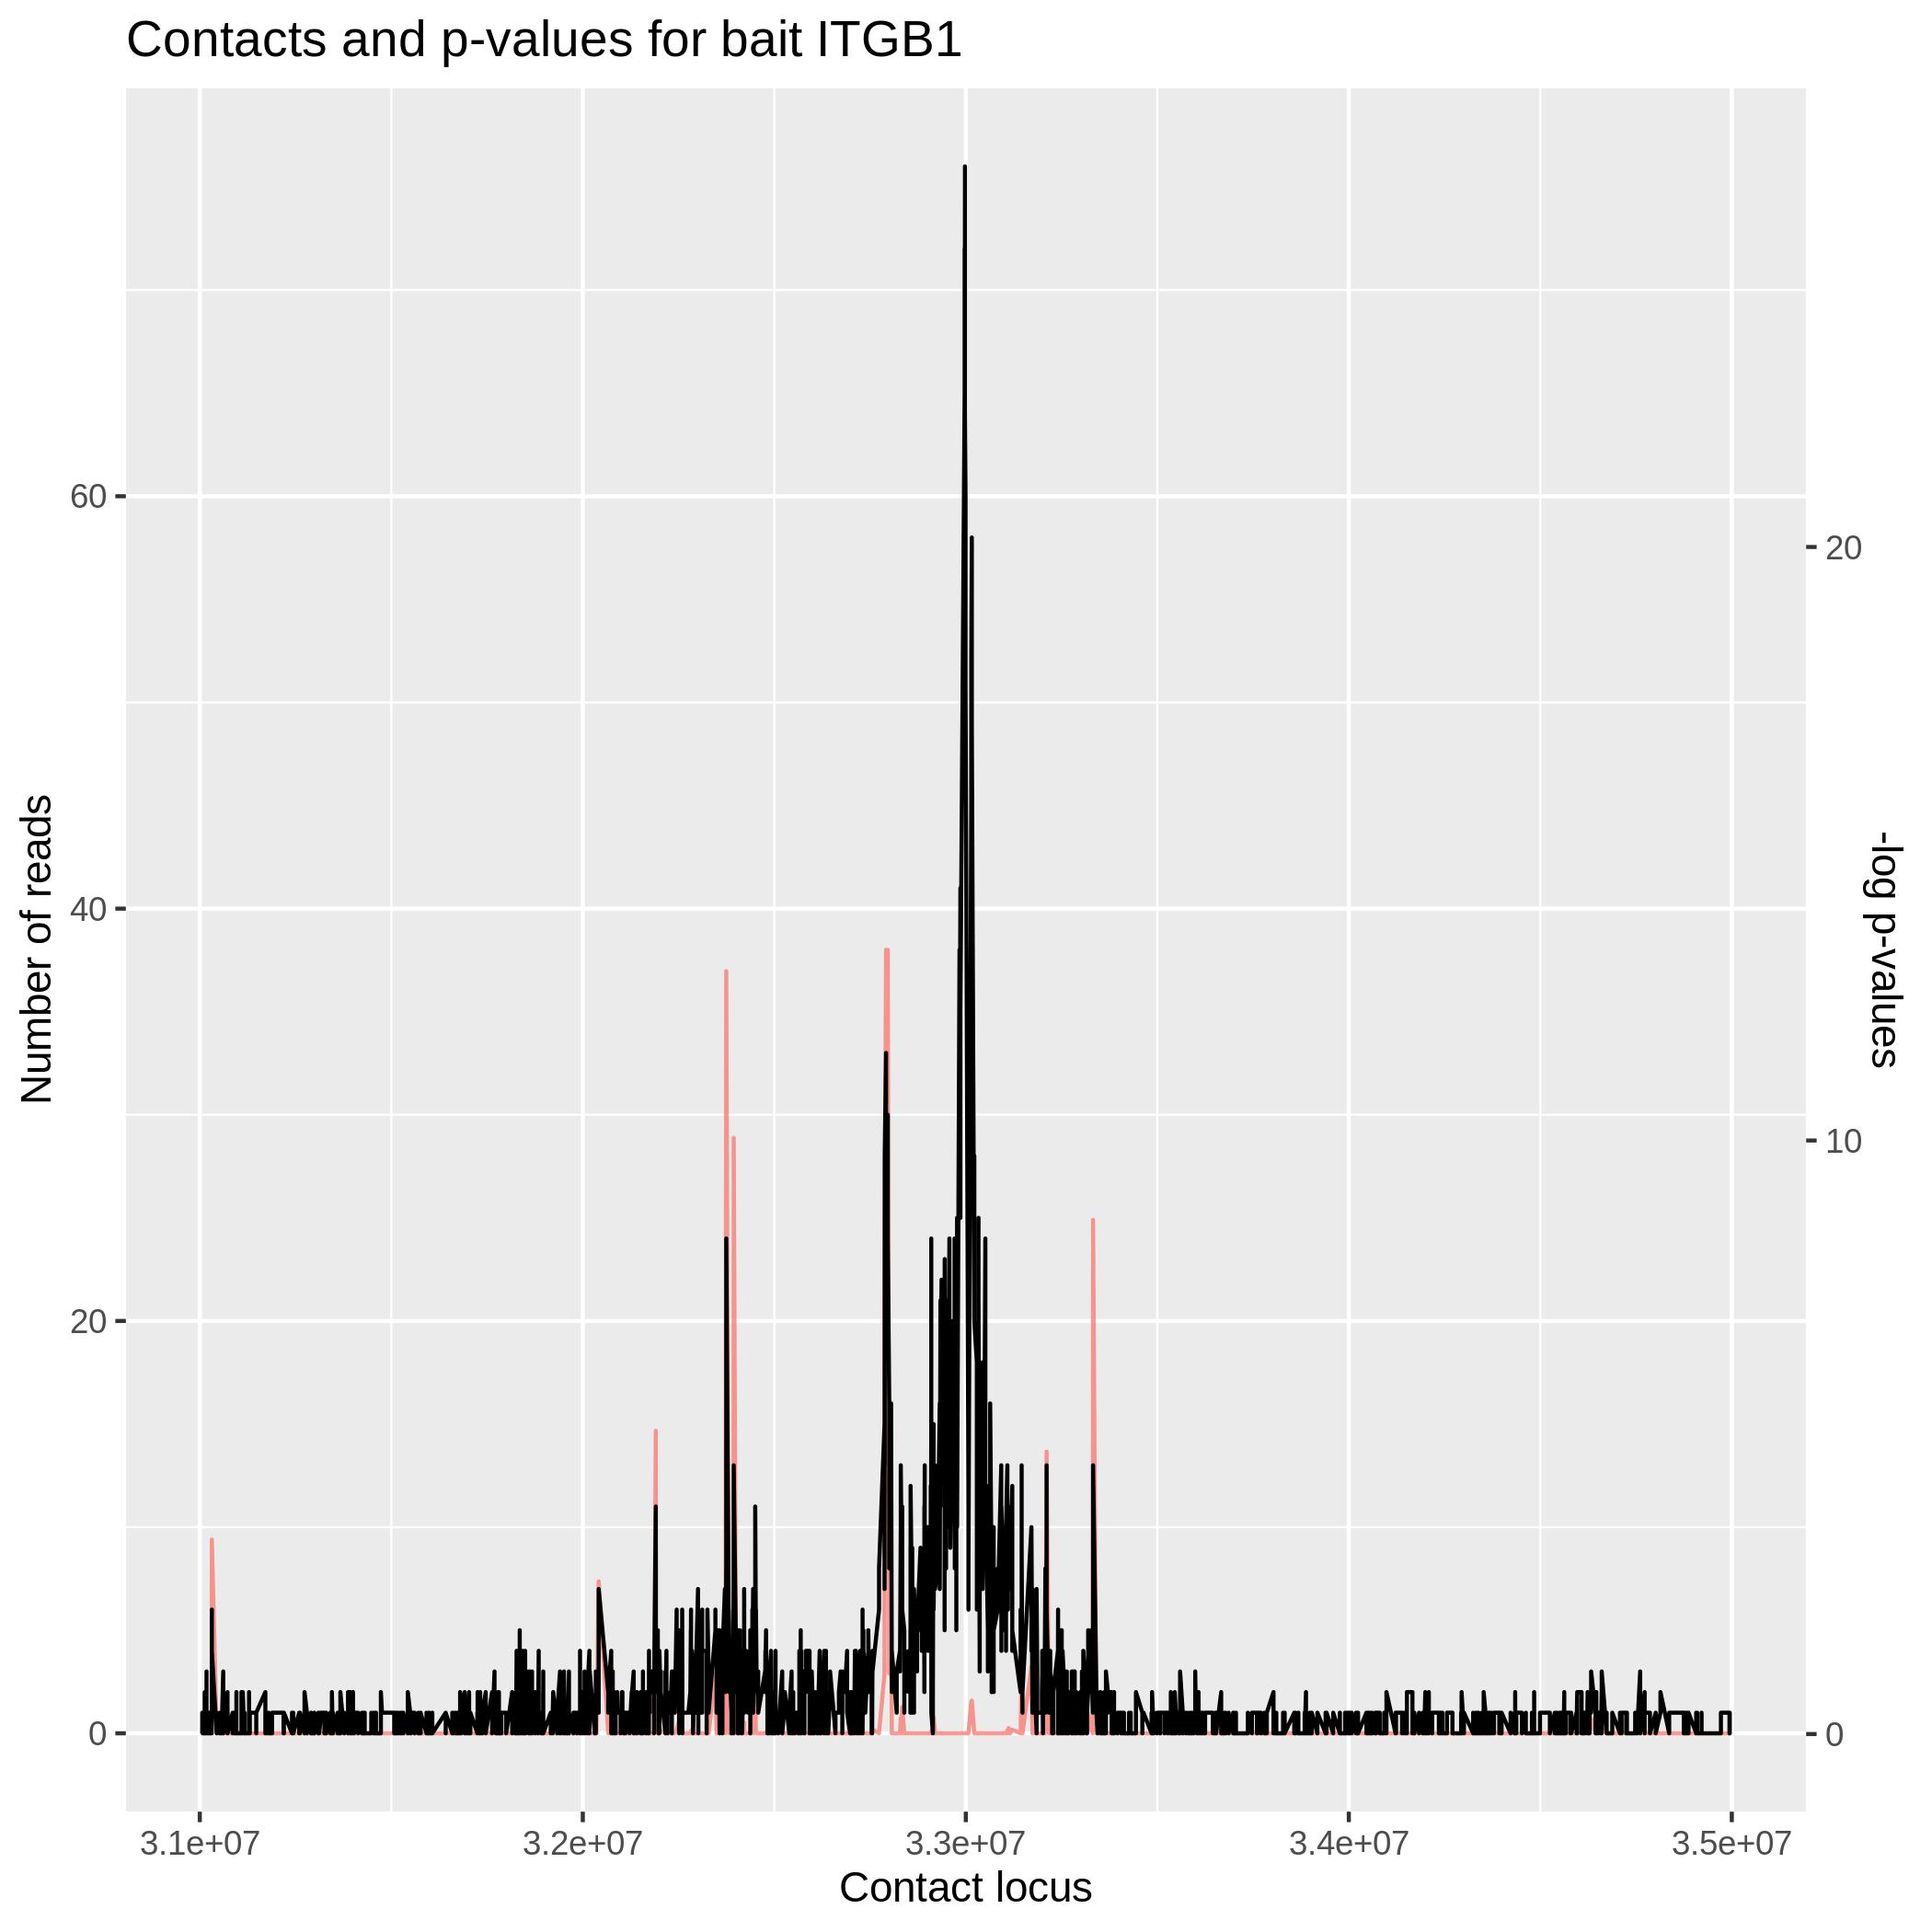 Contacts and p-values for bait ITGB1
Number of reads
60
40
20
0
-log p-values
20
10
0
3.1e+07 3.2e+07 3.3e+07 3.4e+07 3.5e+07
Contact locus